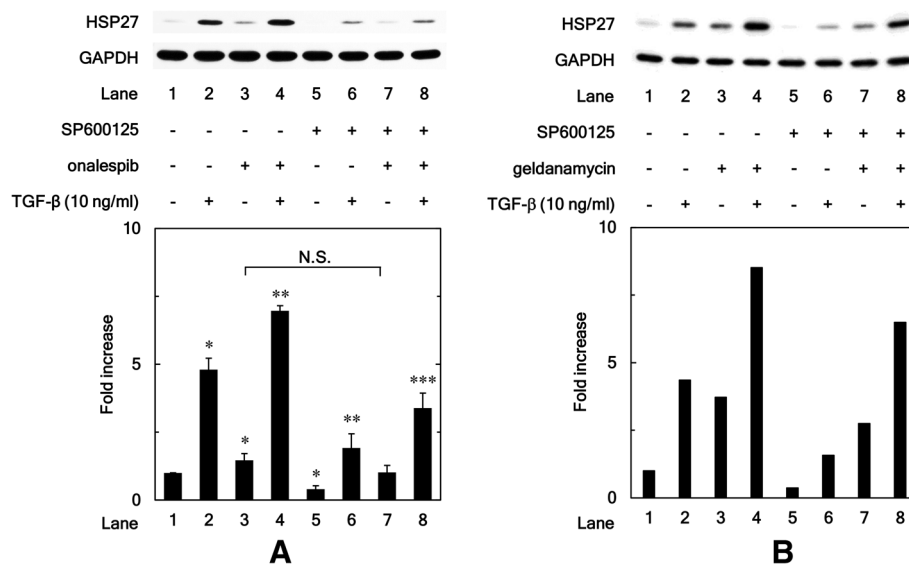 HSP27
GAPDH
Lane 1 2 3 4 5 6 7 8
SP600125 - - - - + + + +
onalespib - - + + - - + +
TGF-β (10 ng/ml) - + - + - + - +
10
5
0
Fold increase
N.S.
* * ** * ** ***
Lane 1 2 3 4 5 6 7 8
A
HSP27
GAPDH
Lane 1 2 3 4 5 6 7 8
SP600125 - - - - + + + +
geldanamycin - - + + - - + +
TGF-β (10 ng/ml) - + - + - + - +
10
5
0
Fold increase
Lane 1 2 3 4 5 6 7 8
B